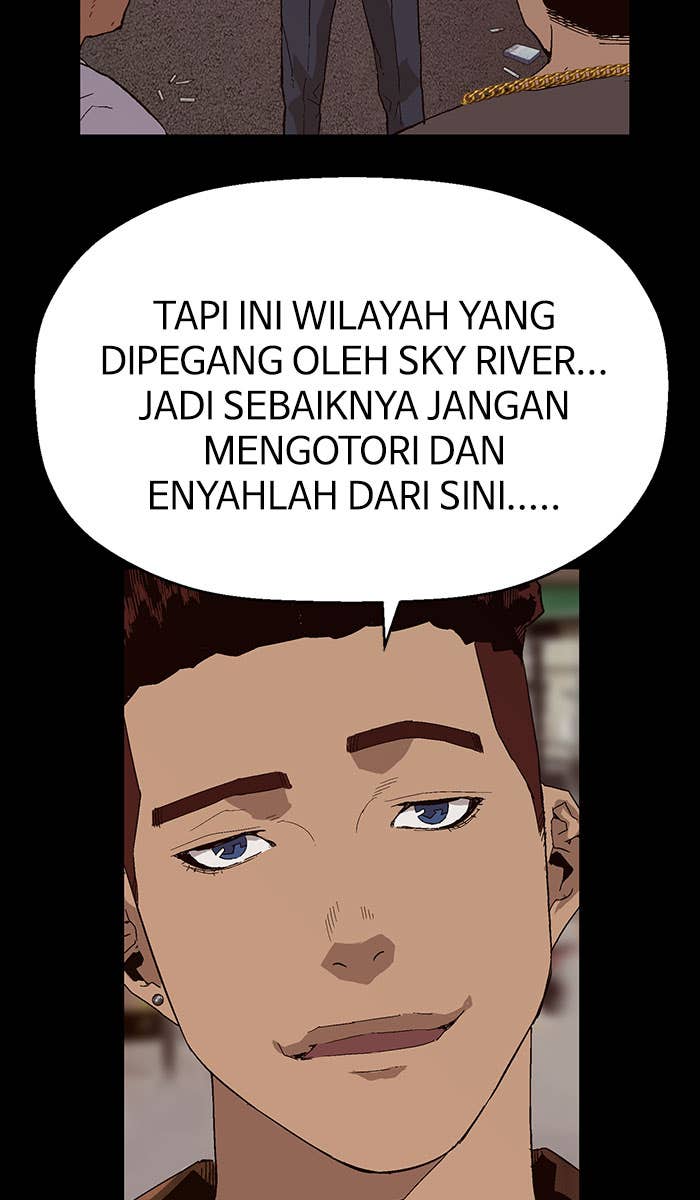 TAPI INI WILAYAH YANG
DIPEGANG OLEH SKY RIVER...
JADI SEBAIKNYA JANGAN
MENGOTORI DAN
ENYAHLAH DARI SINI.....